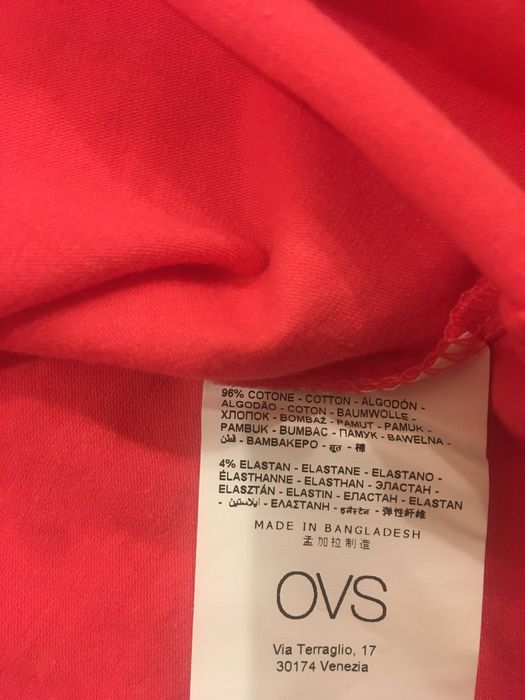 96% COTONE - COTTON - ALGODÓN -
ALGODÃO - COTON - BAUMWOLLE -
ХЛОПОК - BOMBAŽ - PAMUT - PAMUK -
PAMBUK - BUMBAC - ПАМУК - BAWEŁNA -
قطن - ΒΑΜΒΑΚΕΡΟ - सूत - 棉
4% ELASTAN - ELASTANE - ELASTANO -
ÉLASTHANNE - ELASTHAN - ЭЛАСТАН -
ELASZTÁN - ELASTIN - ЕЛАСТАН - ELASTAN
- ايلاستين - ΕΛΑΣΤΑΝΗ - इलैस्टेन - 弹性纤维
MADE IN BANGLADESH
孟加拉制造
OVS
Via Terraglio, 17
30174 Venezia